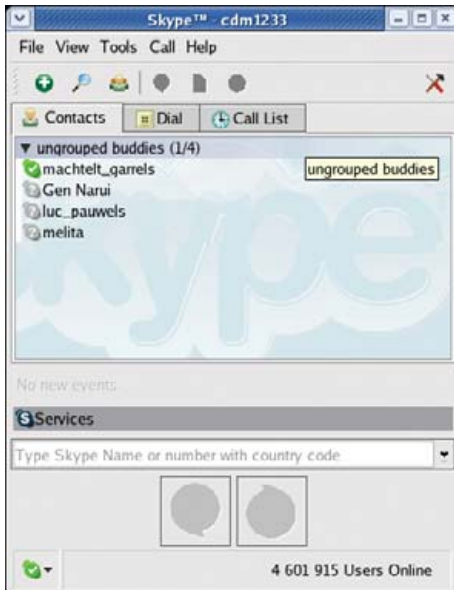 Skype™ - cdm1233
File View Tools Call Help
Contacts Dial Call List
ungrouped buddies (1/4)
machtelt_garrels
ungrouped buddies
Gen Narui
luc_pauwels
melita
skype
No new events
Services
Type Skype Name or number with country code
4 601 915 Users Online